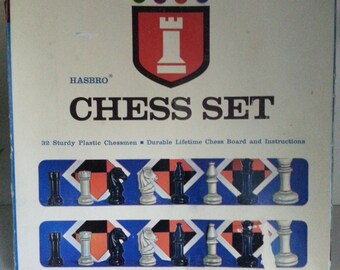 HASBRO®
CHESS SET
32 Sturdy Plastic Chessmen • Durable Lifetime Chess Board and Instructions